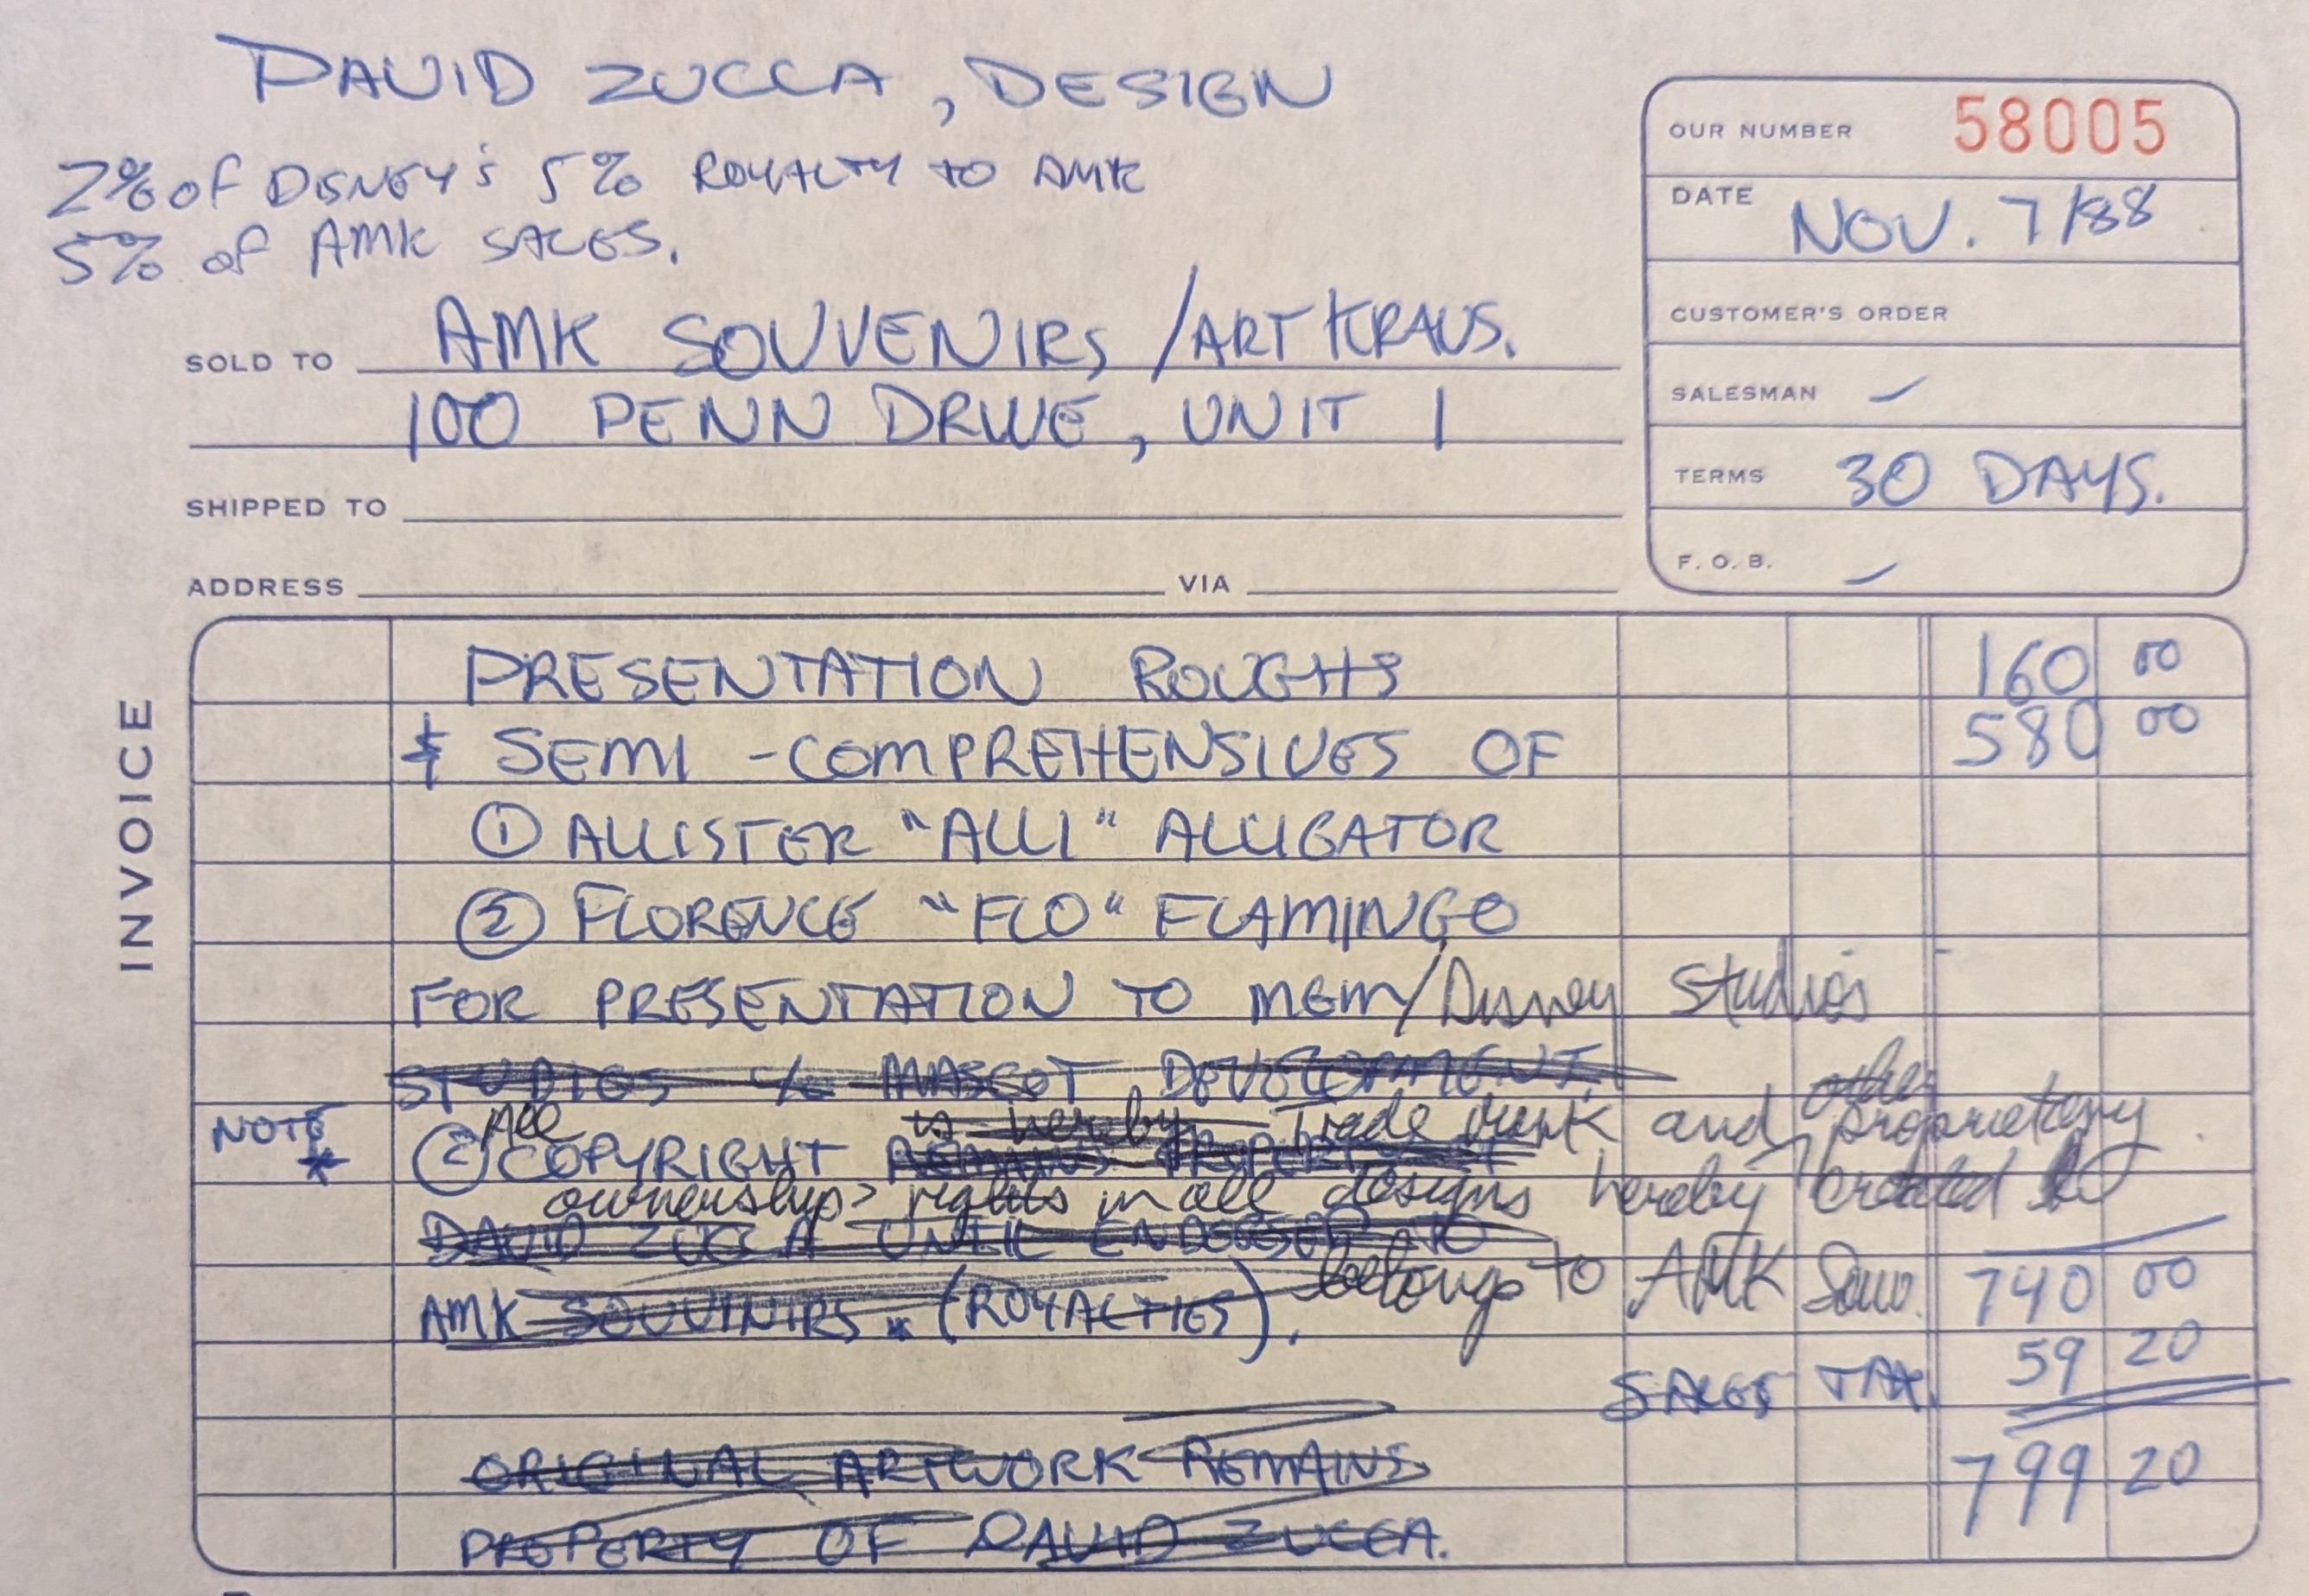 DAVID ZUCCA, DESIGN
2% of DISNEY'S 5% ROYALTY TO AMK
5% of AMK SALES.
OUR NUMBER 58005
DATE NOV. 7/88
CUSTOMER'S ORDER
SALESMAN
TERMS 30 DAYS.
F. O. B.
SOLD TO AMK SOUVENIRS / ART KRAUS.
100 PENN DRIVE, UNIT 1
SHIPPED TO
ADDRESS VIA
INVOICE
PRESENTATION ROUGHS 160 00
& SEMI-COMPREHENSIVES OF 580 00
① ALLISTER "ALLI" ALLIGATOR
② FLORENCE "FLO" FLAMINGO
FOR PRESENTATION TO MGM/Disney Studios
STUDIOS MASCOT DEVELOPMENT.
other
All is hereby Trade mark and proprietary
NOTE * © COPYRIGHT REMAINS PROPERTY OF
ownership rights in all designs hereby created
DAVID ZUCCA UNTIL ENDORSED TO
belongs to AMK Souv. 740 00
AMK SOUVINIRS * (ROYALTIES).
SALES TAX. 59 20
ORIGINAL ARTWORK REMAINS 799 20
PROPERTY OF DAVID ZUCCA.